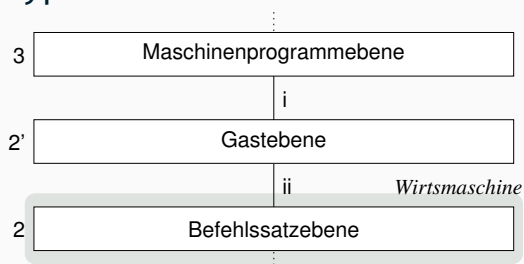 3 Maschinenprogrammebene
i
2' Gastebene
ii Wirtsmaschine
2 Befehlssatzebene